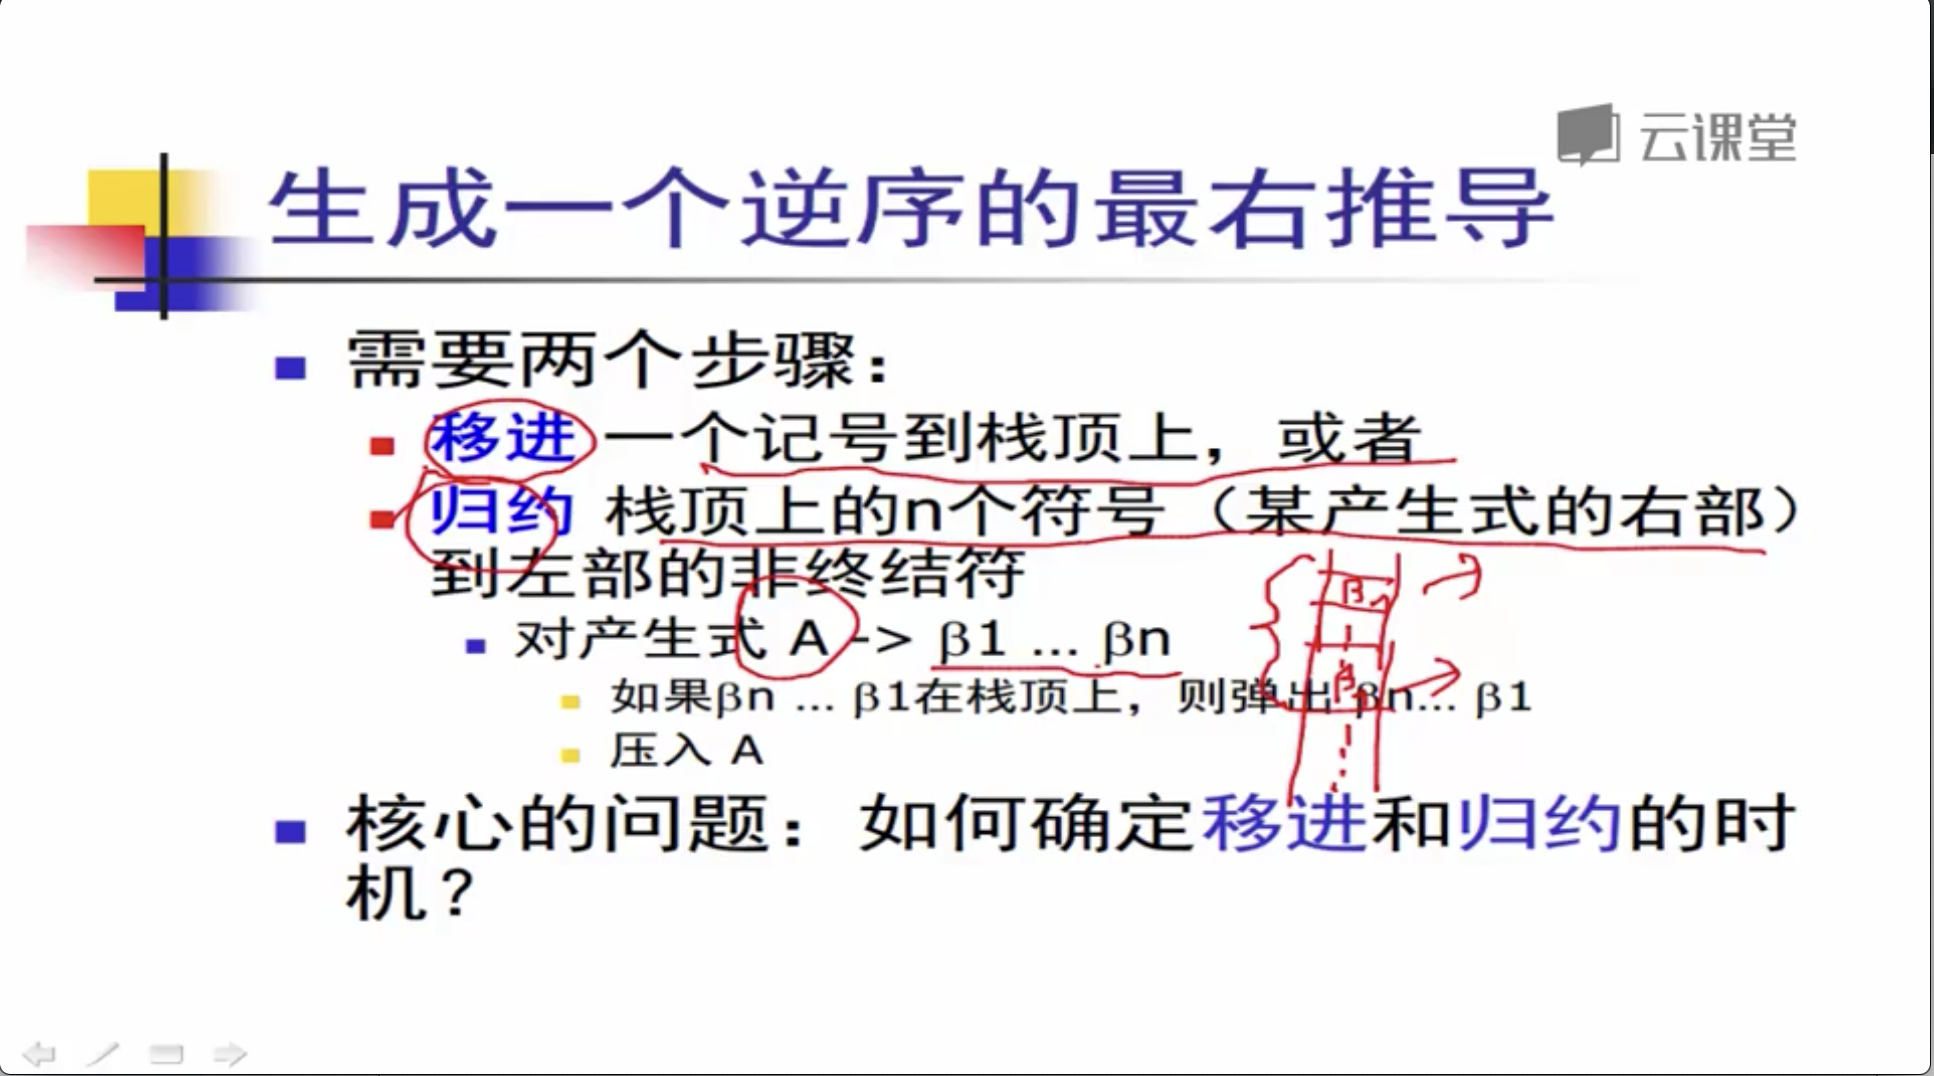 云课堂
生成一个逆序的最右推导
需要两个步骤：
移进 一个记号到栈顶上，或者
归约 栈顶上的n个符号（某产生式的右部）
到左部的非终结符
对产生式 A -> β1 ... βn
如果βn ... β1在栈顶上，则弹出 βn... β1
压入 A
核心的问题：如何确定移进和归约的时
机？
βn
β1